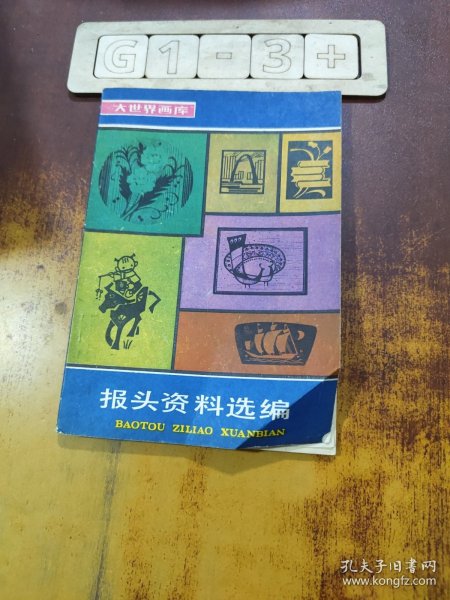 G1-3+
大世界画库
报头资料选编
BAOTOU ZILIAO XUANBIAN
孔夫子旧书网
www.kongfz.com